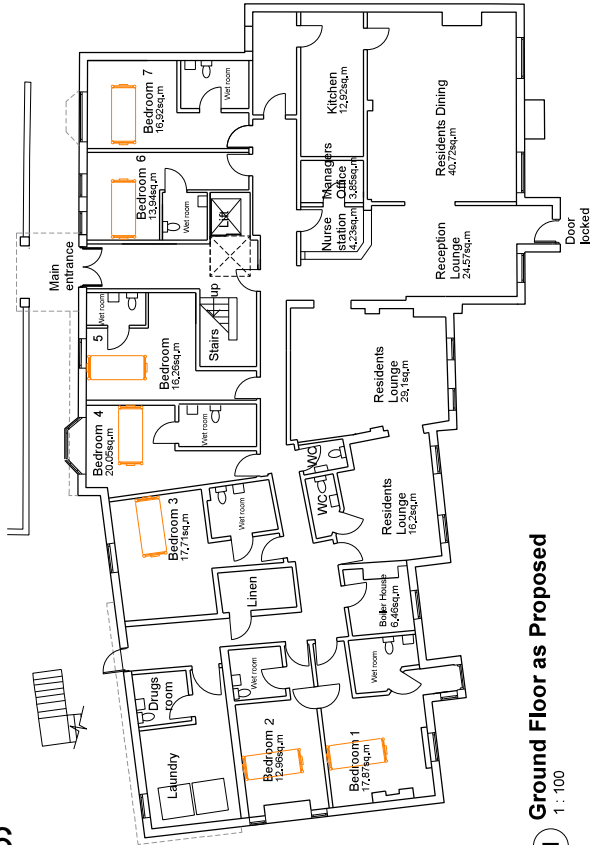 Bedroom 7
16.92sq.m
Wet room
Bedroom 6
13.94sq.m
Wet room
Lift
Main
entrance
Stairs
up
Bedroom 5
16.26sq.m
Wet room
Bedroom 4
20.05sq.m
Wet room
Bedroom 3
17.71sq.m
Wet room
Linen
Drugs
room
Laundry
Wet room
Bedroom 2
12.96sq.m
Bedroom 1
17.87sq.m
Wet room
Boiler House
6.46sq.m
WC
WC
Residents
Lounge
16.2sq.m
Residents
Lounge
29.1sq.m
Nurse
station
4.23sq.m
Managers
Office
3.85sq.m
Kitchen
12.92sq.m
Residents Dining
40.72sq.m
Reception
Lounge
24.57sq.m
Door
locked
Ground Floor as Proposed
1 : 100